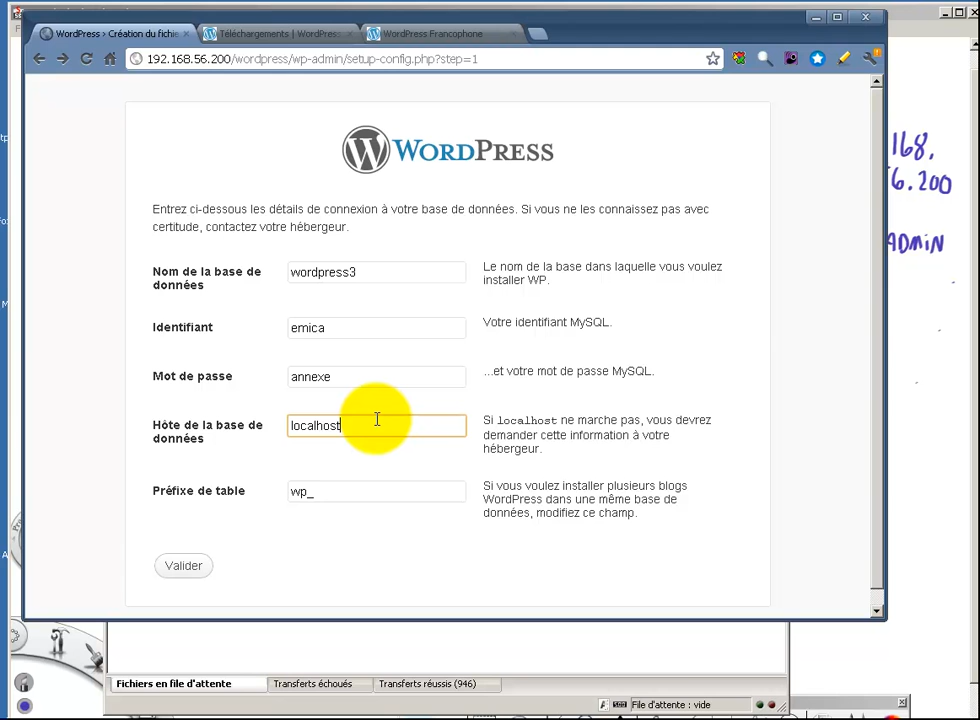 WordPress › Création du fichie
Téléchargements | WordPress
WordPress Francophone
192.168.56.200/wordpress/wp-admin/setup-config.php?step=1
168.
6.200
ADMIN
WORDPRESS
Entrez ci-dessous les détails de connexion à votre base de données. Si vous ne les connaissez pas avec
certitude, contactez votre hébergeur.
Nom de la base de
données
wordpress3
Le nom de la base dans laquelle vous voulez
installer WP.
Identifiant
emica
Votre identifiant MySQL.
Mot de passe
annexe
...et votre mot de passe MySQL.
Hôte de la base de
données
localhost
Si localhost ne marche pas, vous devrez
demander cette information à votre
hébergeur.
Préfixe de table
wp_
Si vous voulez installer plusieurs blogs
WordPress dans une même base de
données, modifiez ce champ.
Valider
Fichiers en file d'attente
Transferts échoués
Transferts réussis (946)
File d'attente : vide